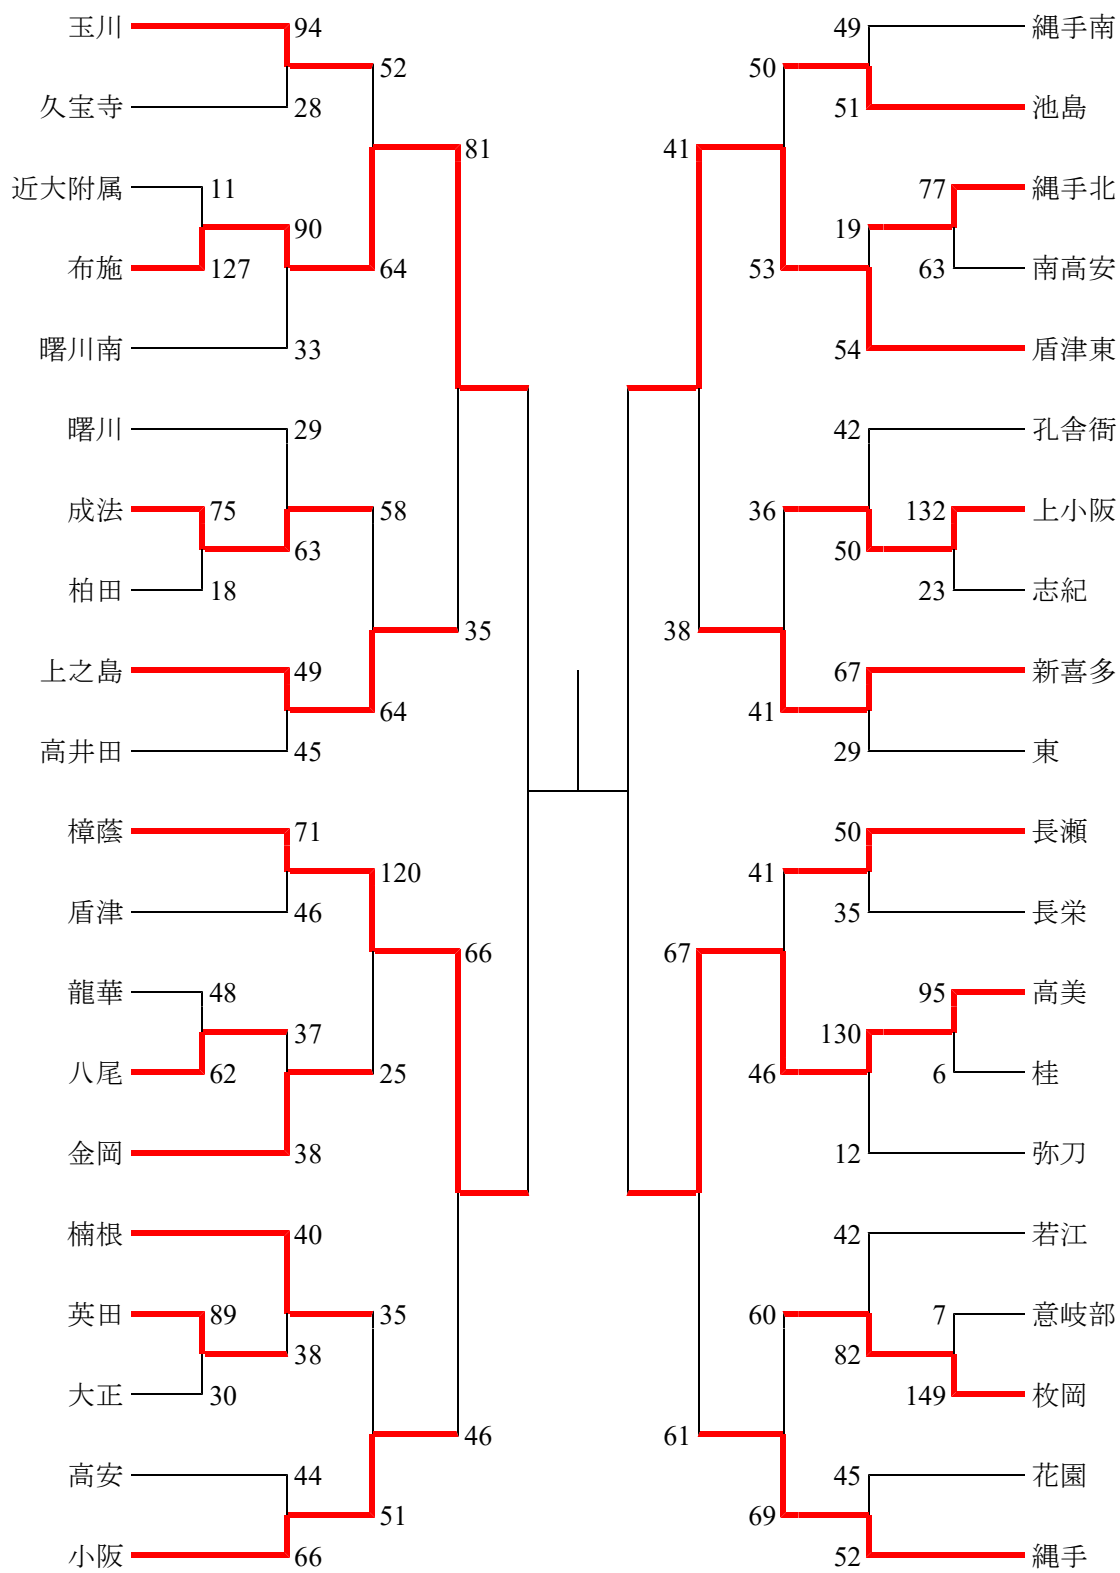 玉川 94 49 縄手南
52 50
久宝寺 28 51 池島
81 41
近大附属 11 77 縄手北
90 19
布施 127 64 53 63 南高安
曙川南 33 54 盾津東
曙川 29 42 孔舎衙
成法 75 58 36 132 上小阪
63 50
柏田 18 23 志紀
35 38
上之島 49 67 新喜多
64 41
高井田 45 29 東
樟蔭 71 50 長瀬
120 41
盾津 46 35 長栄
66 67
龍華 48 95 高美
37 130
八尾 62 25 46 6 桂
金岡 38 12 弥刀
楠根 40 42 若江
英田 89 35 60 7 意岐部
38 82
大正 30 149 枚岡
46 61
高安 44 45 花園
51 69
小阪 66 52 縄手